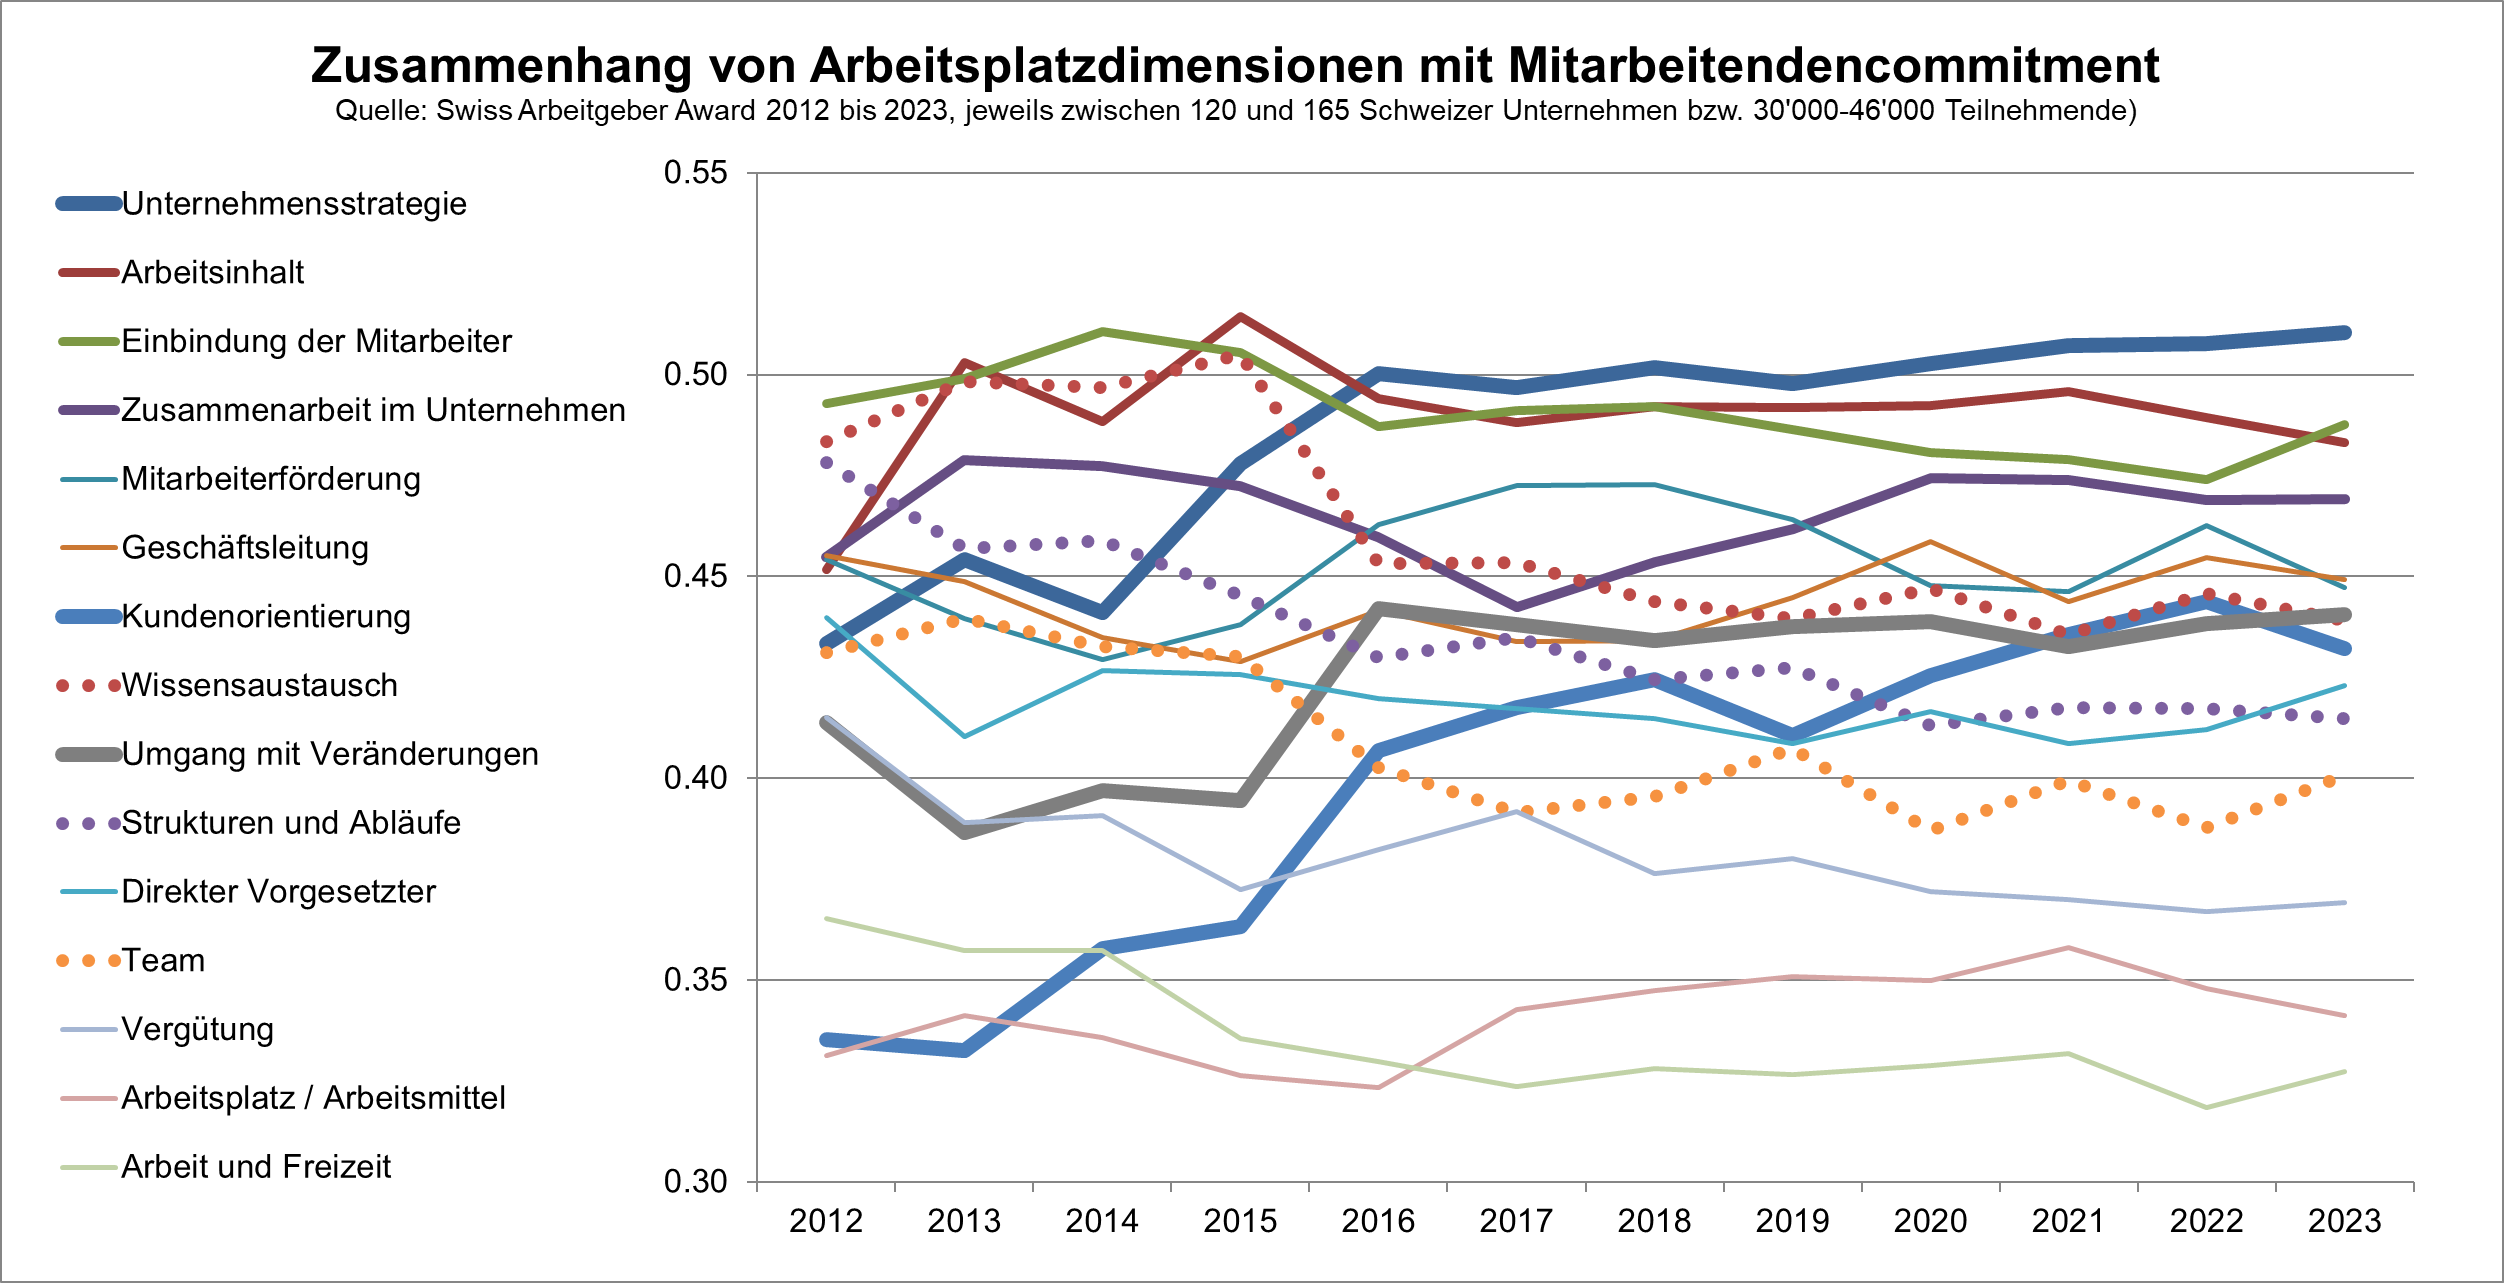 Zusammenhang von Arbeitsplatzdimensionen mit Mitarbeitendencommitment
Quelle: Swiss Arbeitgeber Award 2012 bis 2023, jeweils zwischen 120 und 165 Schweizer Unternehmen bzw. 30'000-46'000 Teilnehmende)
Unternehmensstrategie
Arbeitsinhalt
Einbindung der Mitarbeiter
Zusammenarbeit im Unternehmen
Mitarbeiterförderung
Geschäftsleitung
Kundenorientierung
Wissensaustausch
Umgang mit Veränderungen
Strukturen und Abläufe
Direkter Vorgesetzter
Team
Vergütung
Arbeitsplatz / Arbeitsmittel
Arbeit und Freizeit
0.55
0.50
0.45
0.40
0.35
0.30
2012 2013 2014 2015 2016 2017 2018 2019 2020 2021 2022 2023